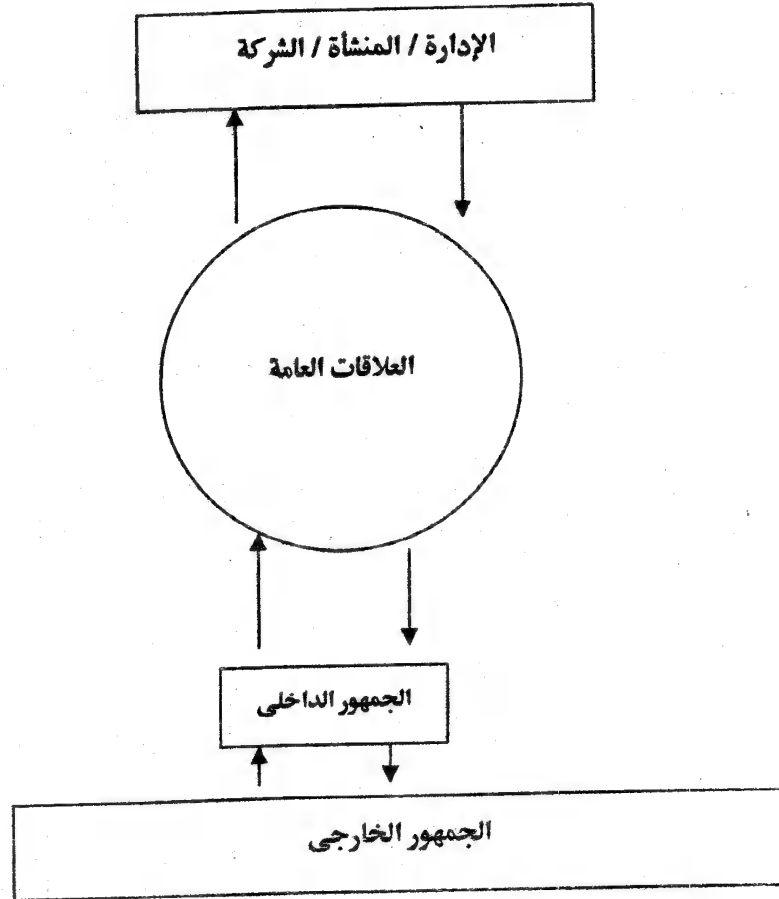 الإدارة / المنشأة / الشركة
العلاقات العامة
الجمهور الداخلى
الجمهور الخارجى